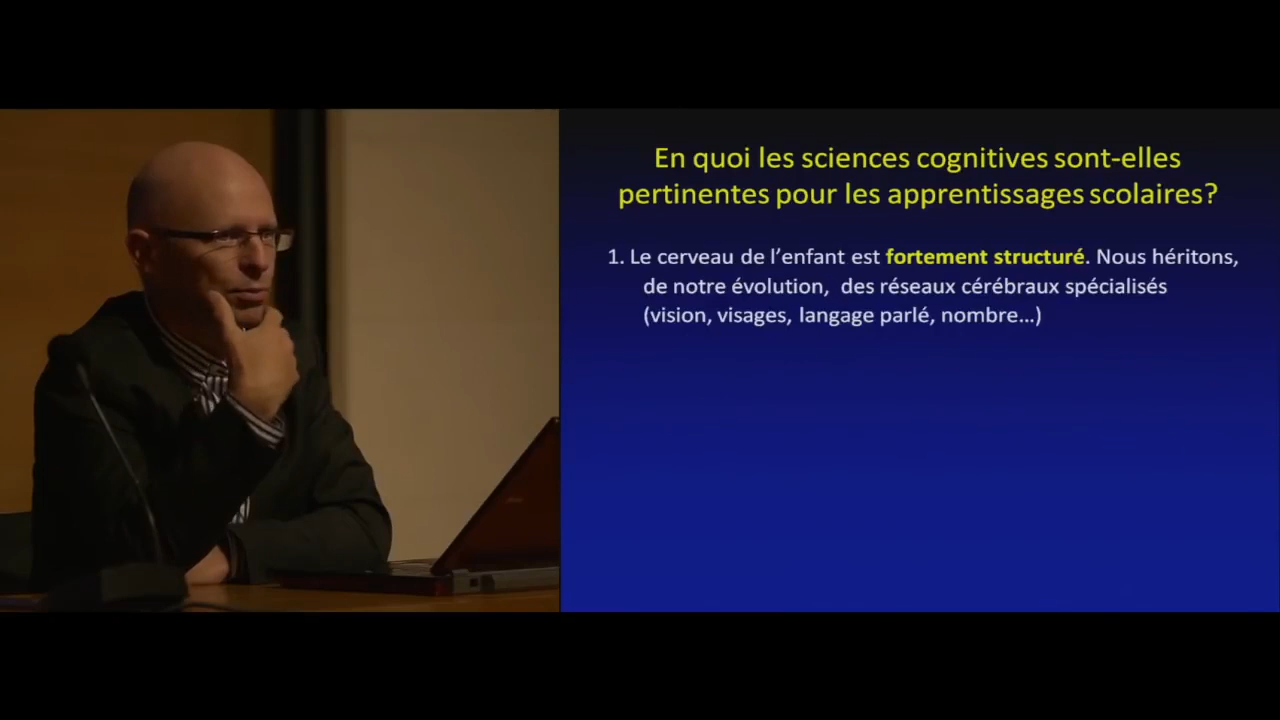 En quoi les sciences cognitives sont-elles
pertinentes pour les apprentissages scolaires?
1. Le cerveau de l’enfant est fortement structuré. Nous héritons,
de notre évolution, des réseaux cérébraux spécialisés
(vision, visages, langage parlé, nombre…)